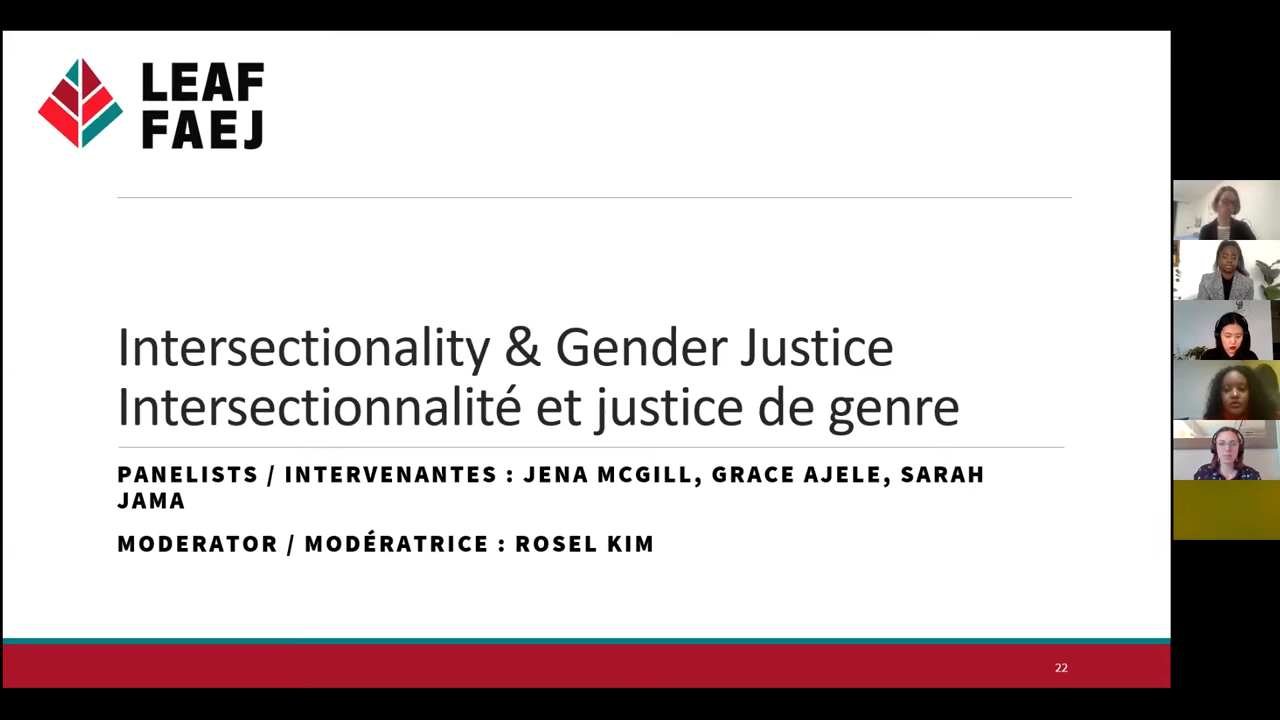 LEAF
FAEJ
Intersectionality & Gender Justice
Intersectionnalité et justice de genre
PANELISTS / INTERVENANTES : JENA MCGILL, GRACE AJELE, SARAH
JAMA
MODERATOR / MODÉRATRICE : ROSEL KIM
22